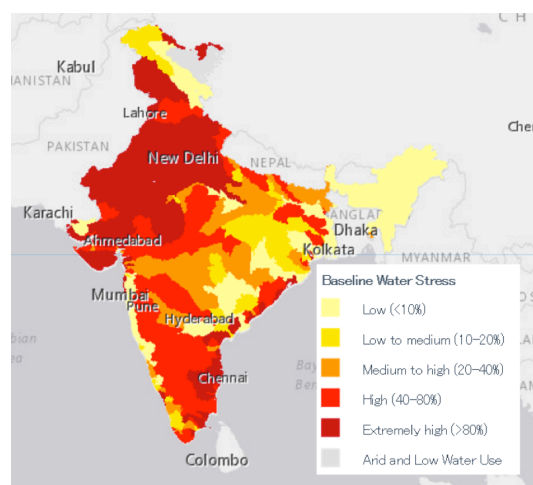 C H
Kabul
ANISTAN
Lahore
Cher
PAKISTAN
New Delhi
NEPAL
Karachi
Ahmedabad
ANGLAD
Dhaka
Kolkata
MYANMAR
Mumbai
Pune
Hyderabad
Chennai
Colombo
Baseline Water Stress
Low (<10%)
Low to medium (10-20%)
Medium to high (20-40%)
High (40-80%)
Extremely high (>80%)
Arid and Low Water Use